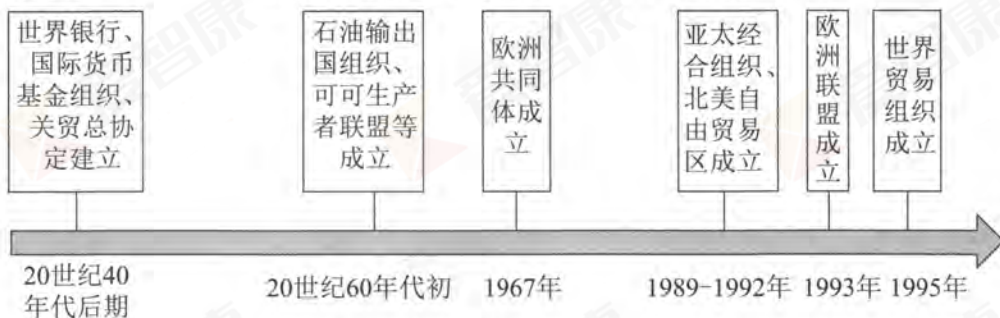 世界银行、
国际货币
基金组织、
关贸总协
定建立
石油输出
国组织、
可可生产
者联盟等
成立
欧洲
共同
体成
立
亚太经
合组织、
北美自
由贸易
区成立
欧
洲
联
盟
成
立
世界
贸易
组织
成立
20世纪40
年代后期
20世纪60年代初
1967年
1989-1992年
1993年
1995年